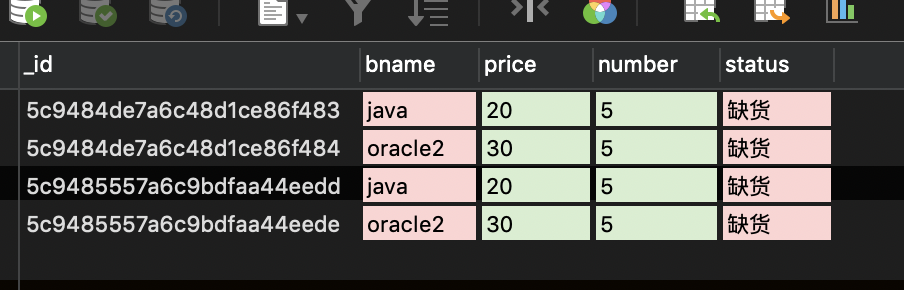 _id bname price number status
5c9484de7a6c48d1ce86f483 java 20 5 缺货
5c9484de7a6c48d1ce86f484 oracle2 30 5 缺货
5c9485557a6c9bdfaa44eedd java 20 5 缺货
5c9485557a6c9bdfaa44eede oracle2 30 5 缺货